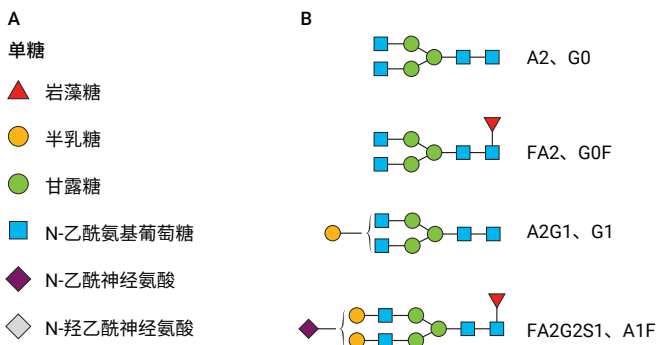 A
单糖
岩藻糖
半乳糖
甘露糖
N-乙酰氨基葡萄糖
N-乙酰神经氨酸
N-羟乙酰神经氨酸
B
A2、G0
FA2、G0F
A2G1、G1
FA2G2S1、A1F